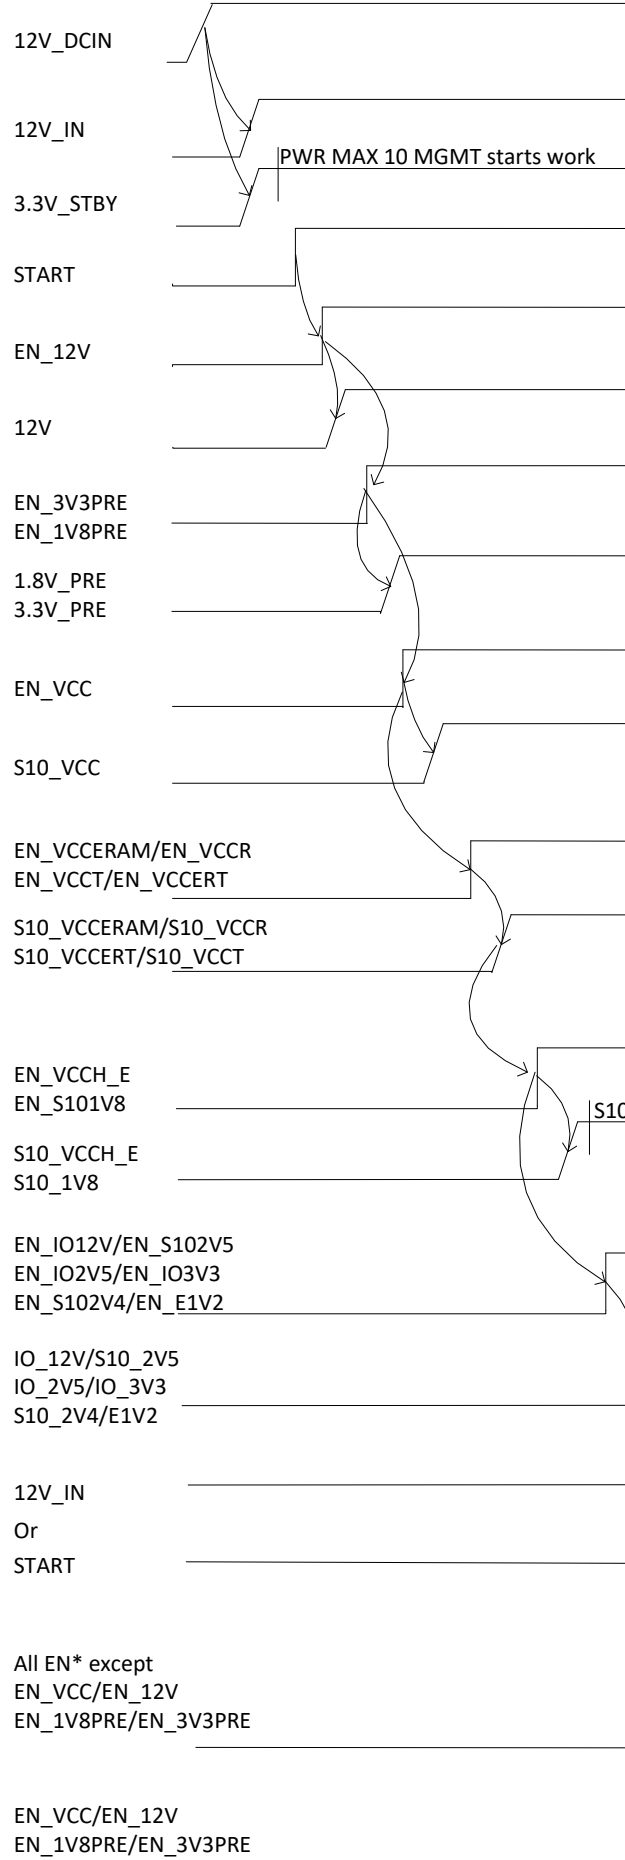 12V_DCIN
12V_IN
PWR MAX 10 MGMT starts work
3.3V_STBY
START
EN_12V
12V
EN_3V3PRE
EN_1V8PRE
1.8V_PRE
3.3V_PRE
EN_VCC
S10_VCC
EN_VCCERAM/EN_VCCR
EN_VCCT/EN_VCCERT
S10_VCCERAM/S10_VCCR
S10_VCCERT/S10_VCCT
EN_VCCH_E
EN_S101V8
S10
S10_VCCH_E
S10_1V8
EN_IO12V/EN_S102V5
EN_IO2V5/EN_IO3V3
EN_S102V4/EN_E1V2
IO_12V/S10_2V5
IO_2V5/IO_3V3
S10_2V4/E1V2
12V_IN
Or
START
All EN* except
EN_VCC/EN_12V
EN_1V8PRE/EN_3V3PRE
EN_VCC/EN_12V
EN_1V8PRE/EN_3V3PRE